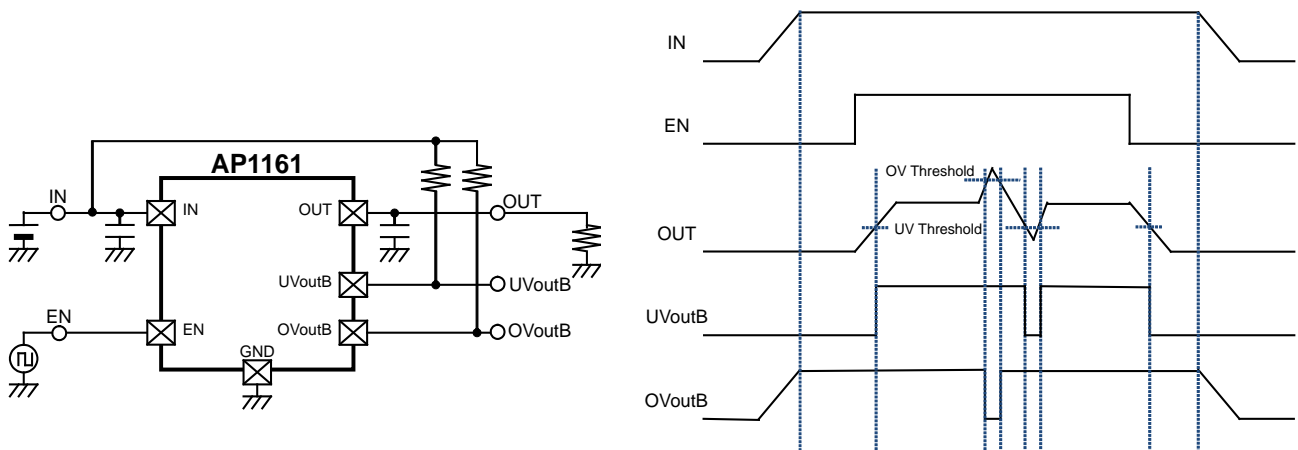 AP1161
IN
IN
OUT
OUT
UVoutB
UVoutB
EN
EN
OVoutB
OVoutB
GND
IN
EN
OV Threshold
OUT
UV Threshold
UVoutB
OVoutB